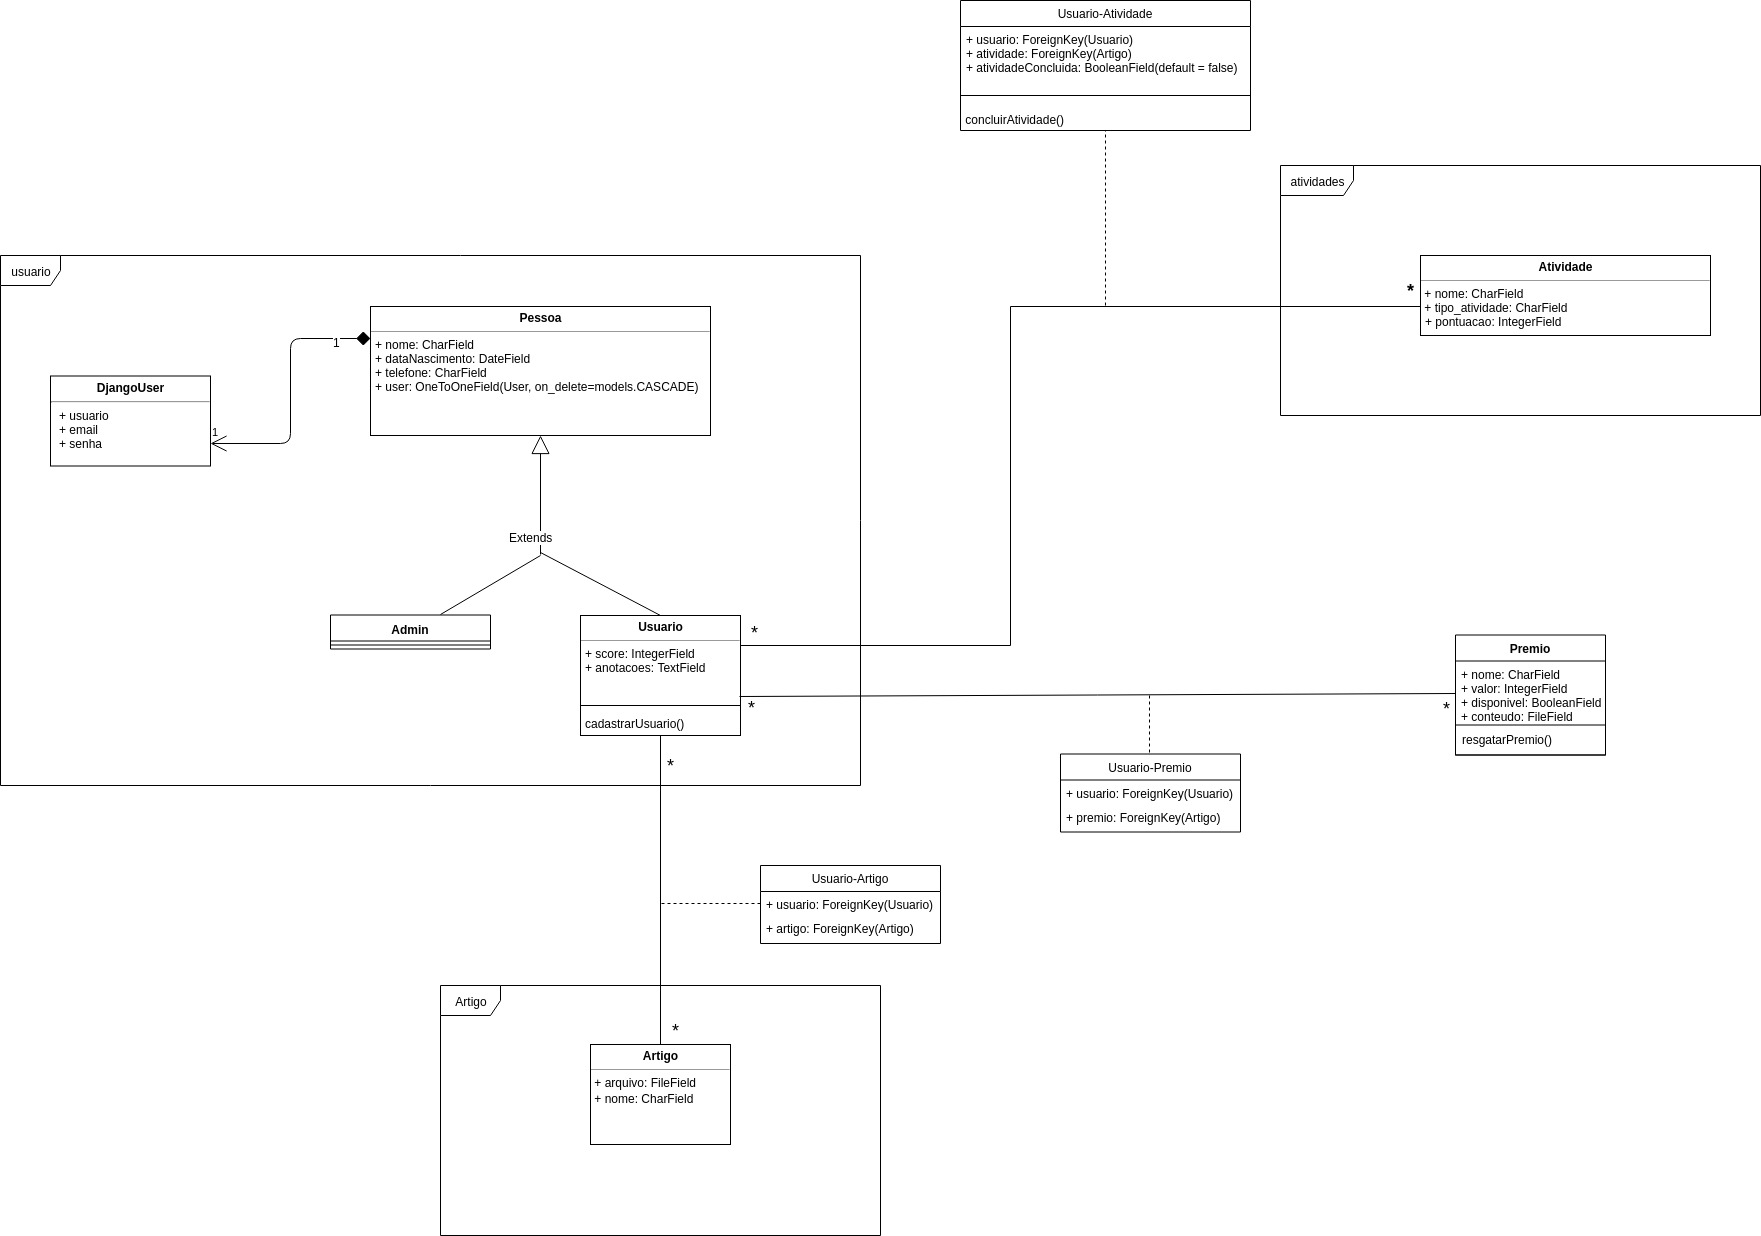 Usuario-Atividade
+ usuario: ForeignKey(Usuario)
+ atividade: ForeignKey(Artigo)
+ atividadeConcluida: BooleanField(default = false)
concluirAtividade()
atividades
Atividade
+ nome: CharField
+ tipo_atividade: CharField
+ pontuacao: IntegerField
*
usuario
Pessoa
+ nome: CharField
+ dataNascimento: DateField
+ telefone: CharField
+ user: OneToOneField(User, on_delete=models.CASCADE)
1
DjangoUser
+ usuario
+ email
+ senha
1
Extends
Admin
Usuario
+ score: IntegerField
+ anotacoes: TextField
cadastrarUsuario()
*
*
*
Premio
+ nome: CharField
+ valor: IntegerField
+ disponivel: BooleanField
+ conteudo: FileField
resgatarPremio()
*
Usuario-Premio
+ usuario: ForeignKey(Usuario)
+ premio: ForeignKey(Artigo)
Usuario-Artigo
+ usuario: ForeignKey(Usuario)
+ artigo: ForeignKey(Artigo)
Artigo
*
Artigo
+ arquivo: FileField
+ nome: CharField